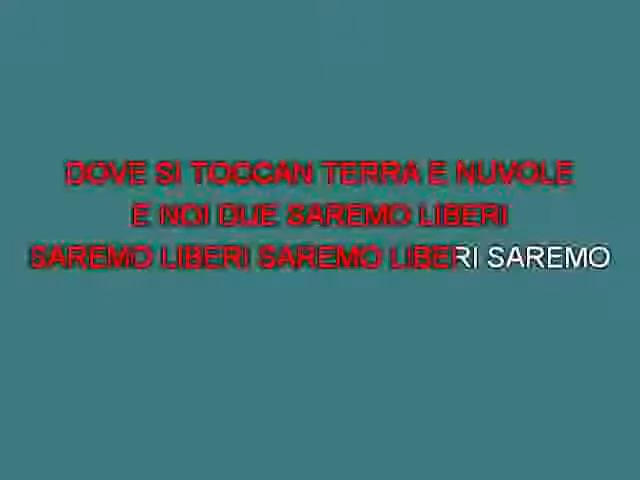 DOVE SI TOCCAN TERRA E NUVOLE
E NOI DUE SAREMO LIBERI
SAREMO LIBERI SAREMO LIBERI SAREMO